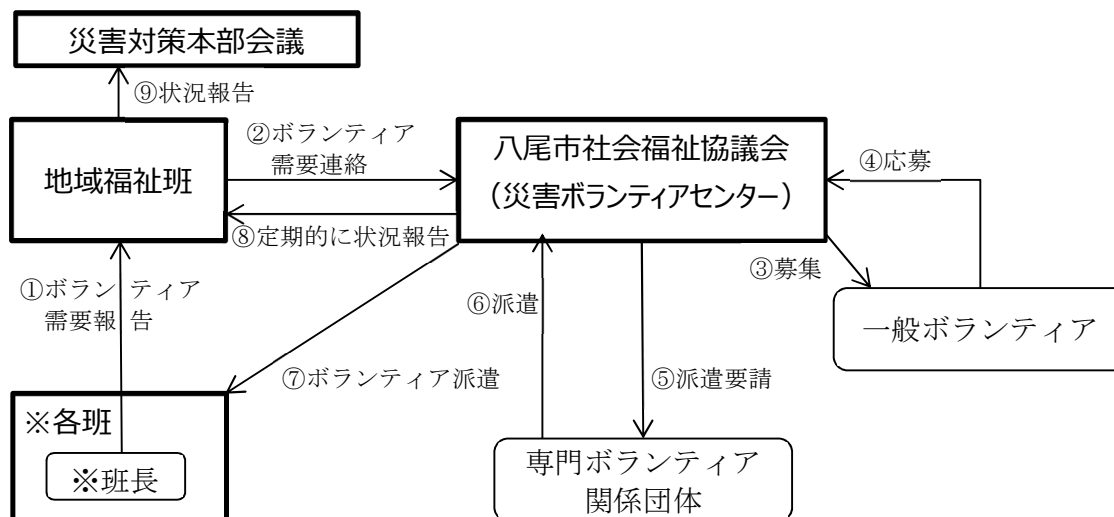 災害対策本部会議
⑨状況報告
地域福祉班
②ボランティア
需要連絡
八尾市社会福祉協議会
（災害ボランティアセンター）
④応募
⑧定期的に状況報告
①ボランティア
需要報告
③募集
⑥派遣
一般ボランティア
⑦ボランティア派遣
⑤派遣要請
※各班
※班長
専門ボランティア
関係団体